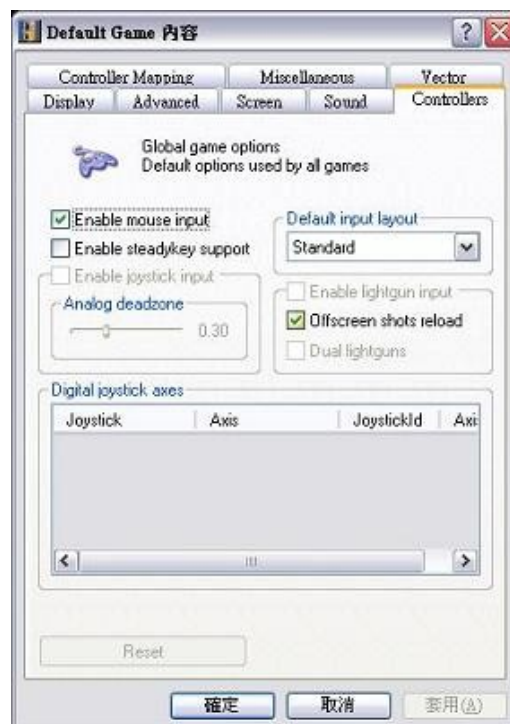 Default Game 內容
Controller Mapping Miscellaneous Vector
Display Advanced Screen Sound Controllers
Global game options
Default options used by all games
Enable mouse input
Default input layout
Enable steadykey support
Standard
Enable joystick input
Enable lightgun input
Analog deadzone
Offscreen shots reload
0.30
Dual lightguns
Digital joystick axes
Joystick Axis JoystickId Axi
Reset
確定 取消 套用(A)